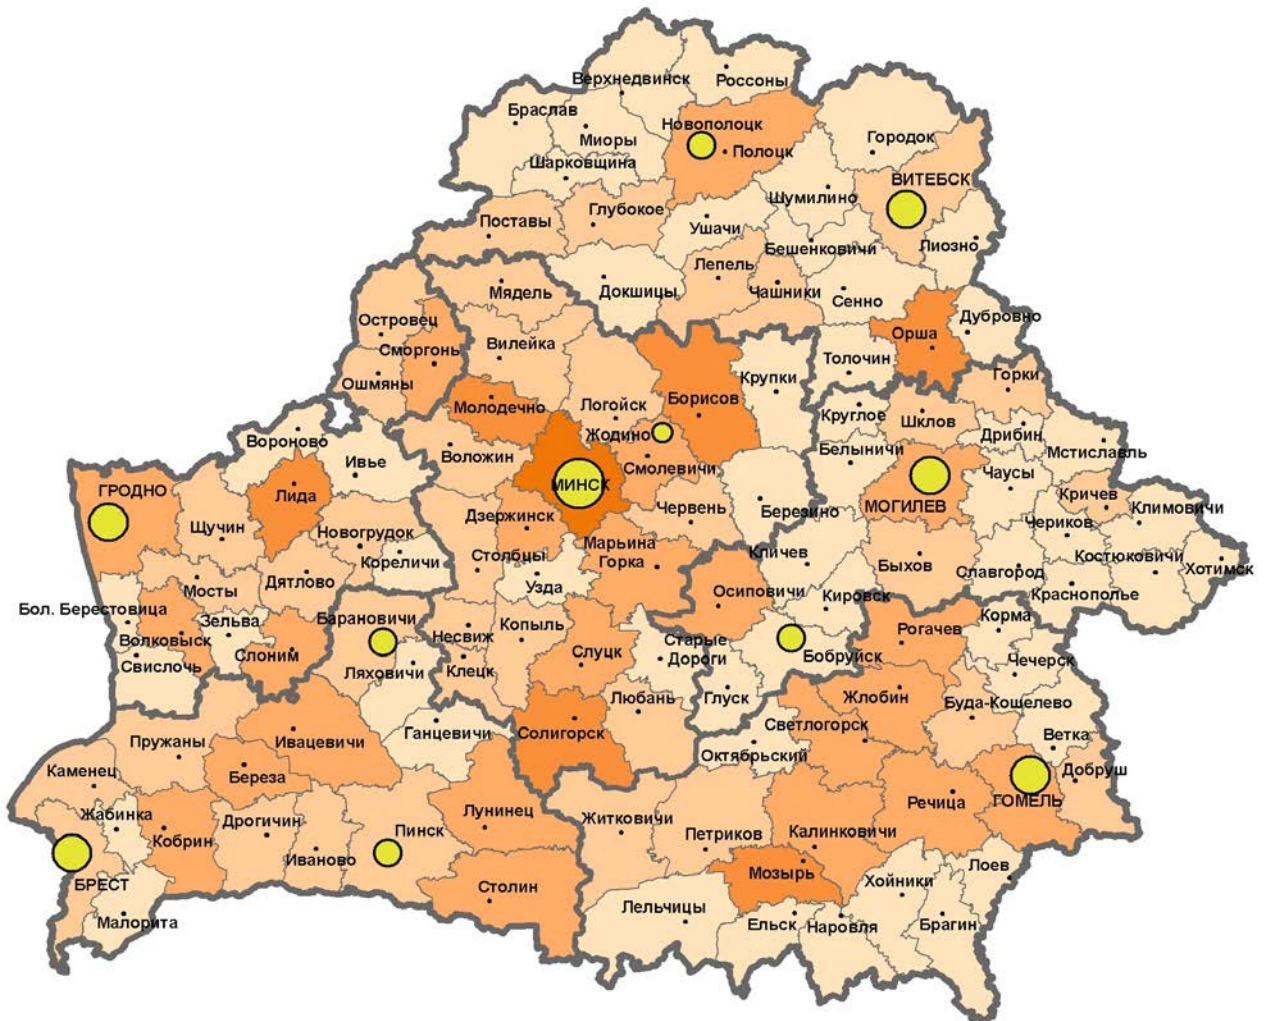 Верхнедвинск
Россоны
Браслав
Миоры
Новополоцк
Полоцк
Городок
Шарковщина
ВИТЕБСК
Шумилино
Поставы
Глубокое
Ушачи
Бешенковичи
Лиозно
Лепель
Мядель
Докшицы
Чашники
Сенно
Островец
Дубровно
Орша
Сморгонь
Вилейка
Толочин
Ошмяны
Крупки
Горки
Молодечно
Логойск
Борисов
Круглое
Шклов
Вороново
Жодино
Дрибин
Ивье
Воложин
Смолевичи
Белыничи
Мстиславль
Чаусы
МИНСК
ГРОДНО
Лида
Кричев
Щучин
Дзержинск
Червень
Березино
МОГИЛЕВ
Климовичи
Новогрудок
Чериков
Кореличи
Столбцы
Марьина
Горка
Кличев
Костюковичи
Быхов
Славгород
Хотимск
Дятлово
Мосты
Узда
Осиповичи
Кировск
Краснополье
Бол. Берестовица
Зельва
Барановичи
Корма
Волковыск
Несвиж
Копыль
Старые
Дороги
Рогачев
Свислочь
Слоним
Слуцк
Бобруйск
Чечерск
Ляховичи
Клецк
Любань
Глуск
Жлобин
Буда-Кошелево
Светлогорск
Ганцевичи
Солигорск
Ветка
Пружаны
Ивацевичи
Октябрьский
Каменец
Береза
Добруш
Речица
ГОМЕЛЬ
Жабинка
Лунинец
Житковичи
Дрогичин
Пинск
Петриков
Калинковичи
Кобрин
Иваново
Лоев
Мозырь
БРЕСТ
Столин
Хойники
Малорита
Лельчицы
Ельск
Наровля
Брагин